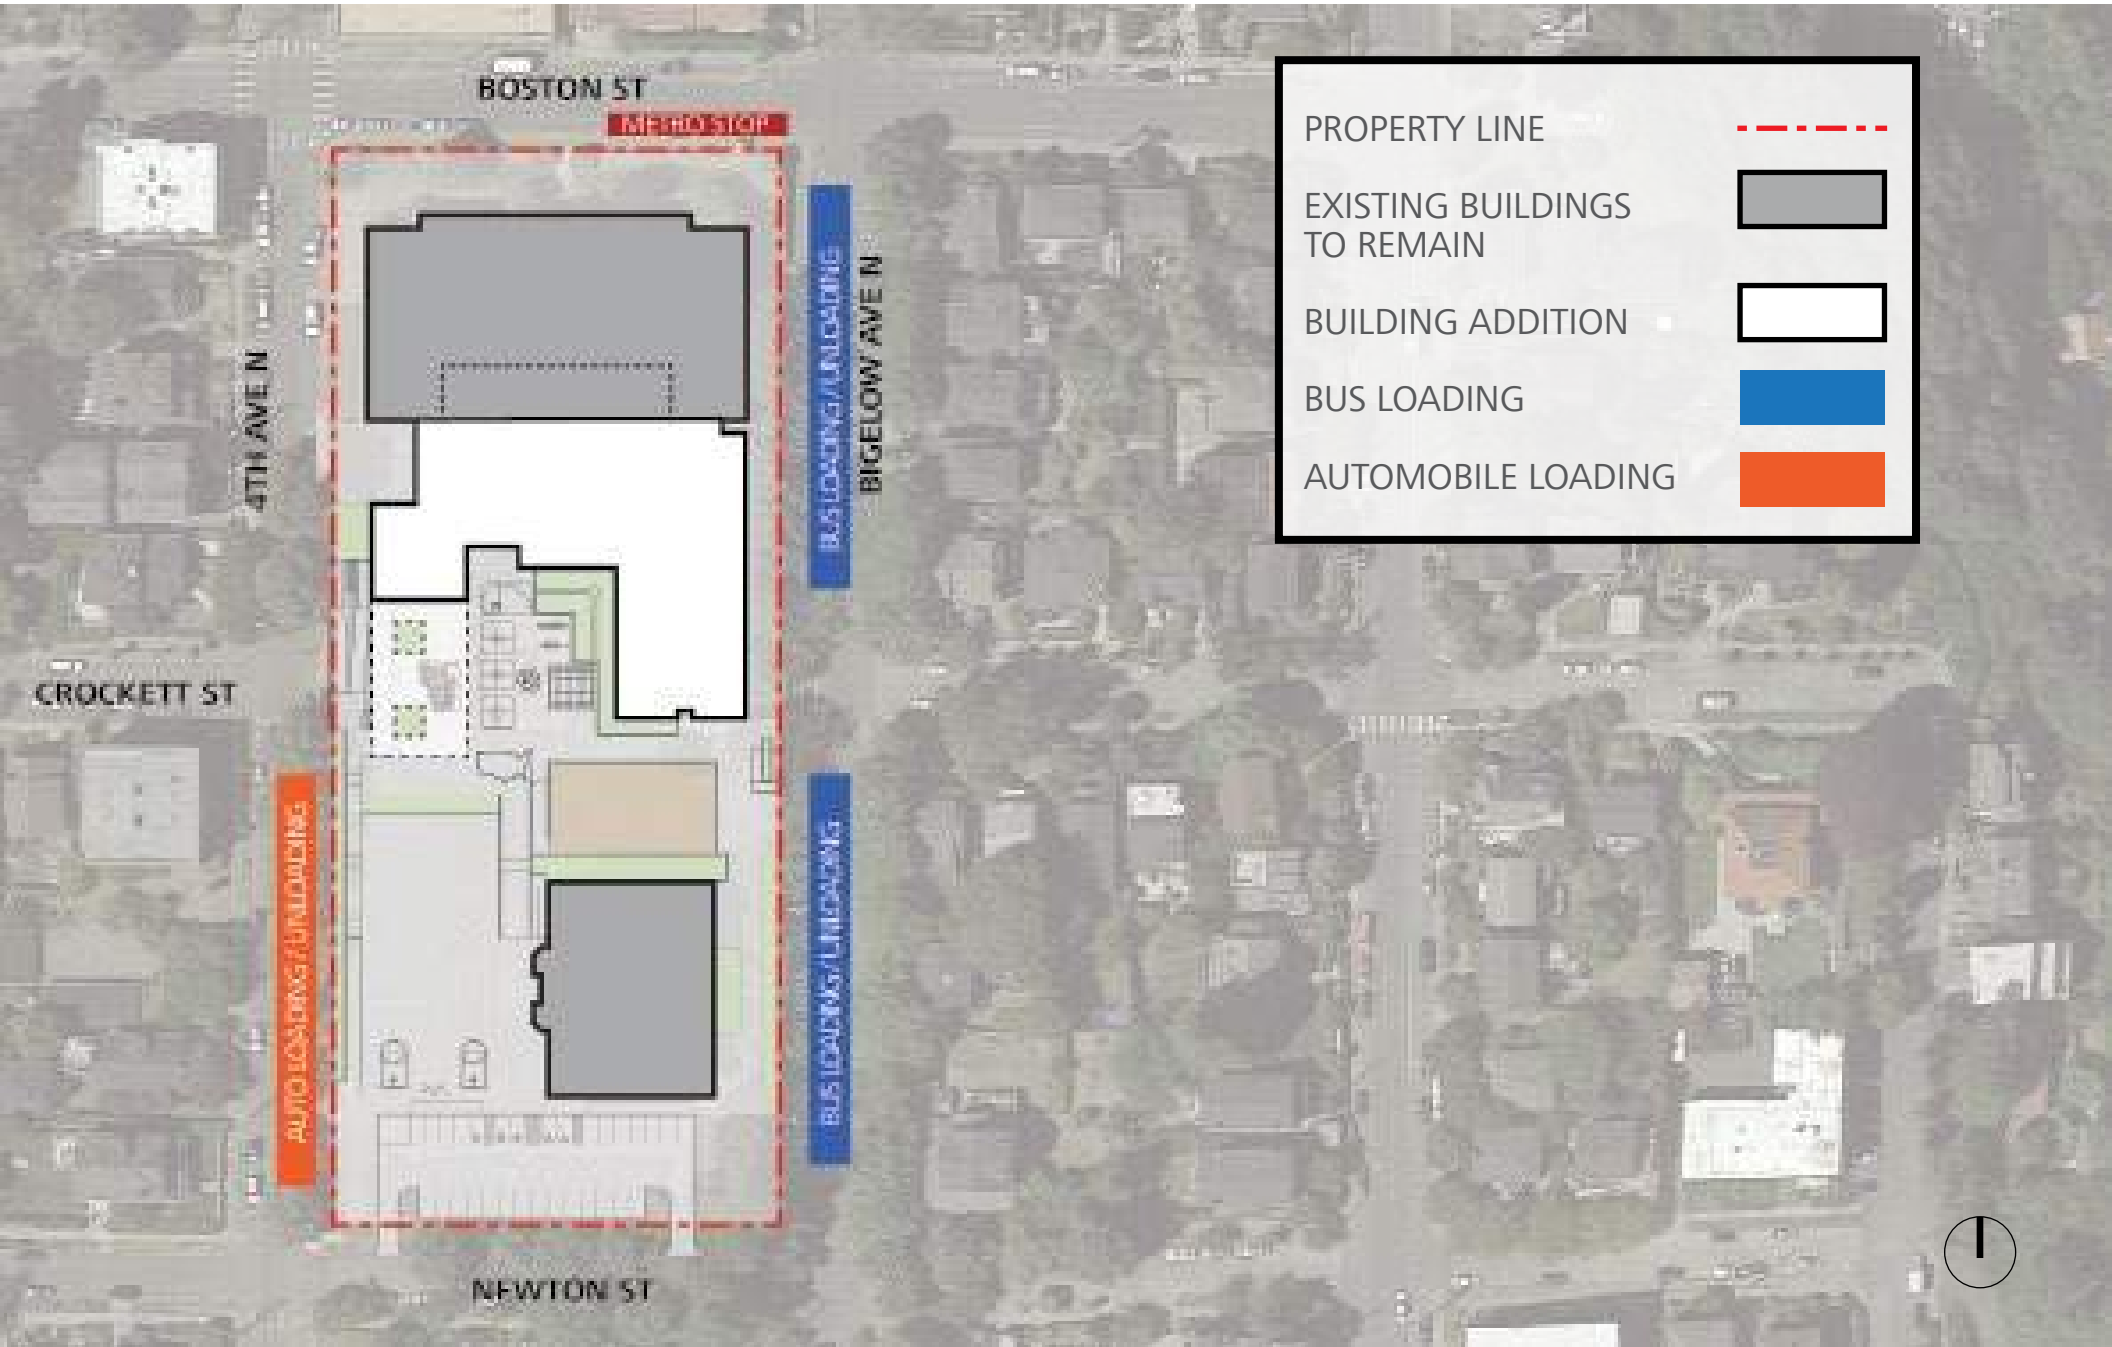 BOSTON ST
METRO STOP
PROPERTY LINE
EXISTING BUILDINGS
TO REMAIN
BUILDING ADDITION
BUS LOADING
AUTOMOBILE LOADING
4TH AVE N
BUS LOADING/UNLOADING
BIGELOW AVE N
CROCKETT ST
AUTO LOADING/UNLOADING
BUS LOADING/UNLOADING
NEWTON ST